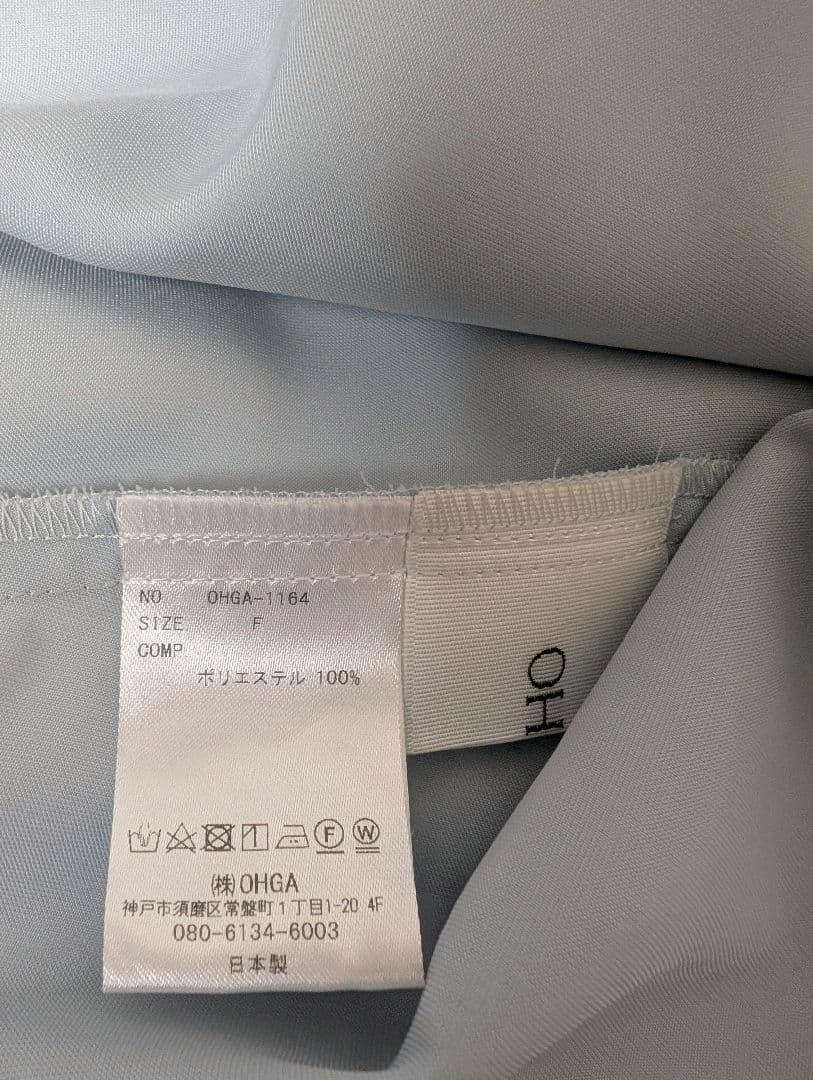 NO OHGA-1164
SIZE F
COMP
ポリエステル 100%
F W
(株)OHGA
神戸市須磨区常盤町1丁目1-20 4F
080-6134-6003
日本製
OH